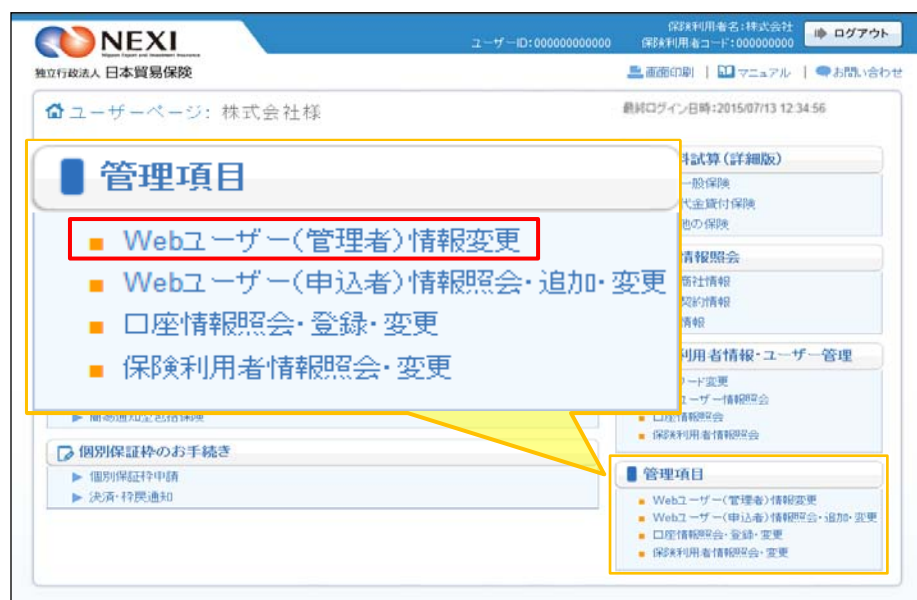 NEXI
Nippon Export and Investment Insurance
ユーザーID:000000000000
保険利用者名:株式会社
保険利用者コード:000000000
ログアウト
独立行政法人 日本貿易保険
画面印刷 | マニュアル | お問い合わせ
ユーザーページ: 株式会社様
最終ログイン日時:2015/07/13 12:34:56
管理項目
Webユーザー(管理者)情報変更
Webユーザー(申込者)情報照会・追加・変更
口座情報照会・登録・変更
保険利用者情報照会・変更
料試算(詳細版)
一般保険
代金貸付保険
他の保険
情報照会
商社情報
契約情報
情報
利用者情報・ユーザー管理
ード変更
ユーザー情報照会
口座情報照会
保険利用者情報照会
簡易通知型包括保険
個別保証枠のお手続き
個別保証枠申請
決済・枠戻通知
管理項目
Webユーザー(管理者)情報変更
Webユーザー(申込者)情報照会・追加・変更
口座情報照会・登録・変更
保険利用者情報照会・変更